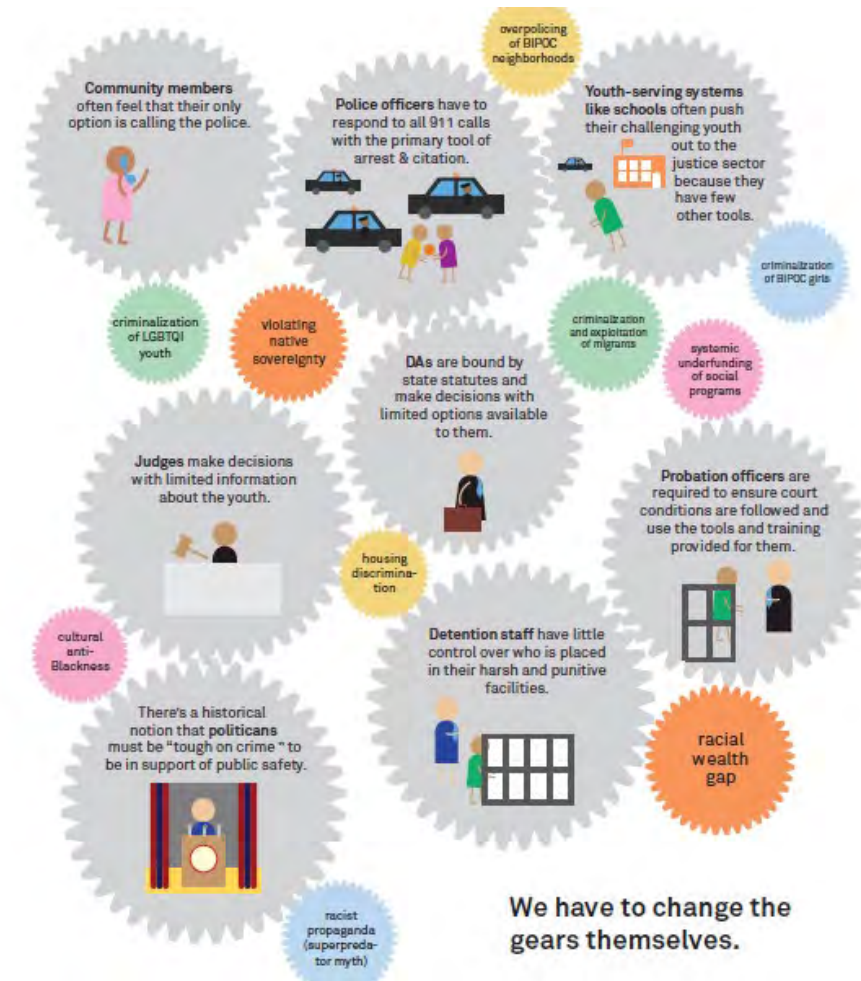 overpolicing
of BIPOC
neighborhoods
Community members
often feel that their only
option is calling the police.
Police officers have to
respond to all 911 calls
with the primary tool of
arrest & citation.
Youth-serving systems
like schools often push
their challenging youth
out to the
justice sector
because they
have few
other tools.
criminalization
of BIPOC girls
criminalization
of LGBTQI
youth
violating
native
sovereignty
criminalization
and exploitation
of migrants
systemic
underfunding
of social
programs
DAs are bound by
state statutes and
make decisions with
limited options available
to them.
Judges make decisions
with limited information
about the youth.
Probation officers are
required to ensure court
conditions are followed and
use the tools and training
provided for them.
housing
discrimina-
tion
cultural
anti-
Blackness
Detention staff have little
control over who is placed
in their harsh and punitive
facilities.
There's a historical
notion that politicans
must be "tough on crime " to
be in support of public safety.
racial
wealth
gap
racist
propaganda
(superpreda-
tor myth)
We have to change the
gears themselves.